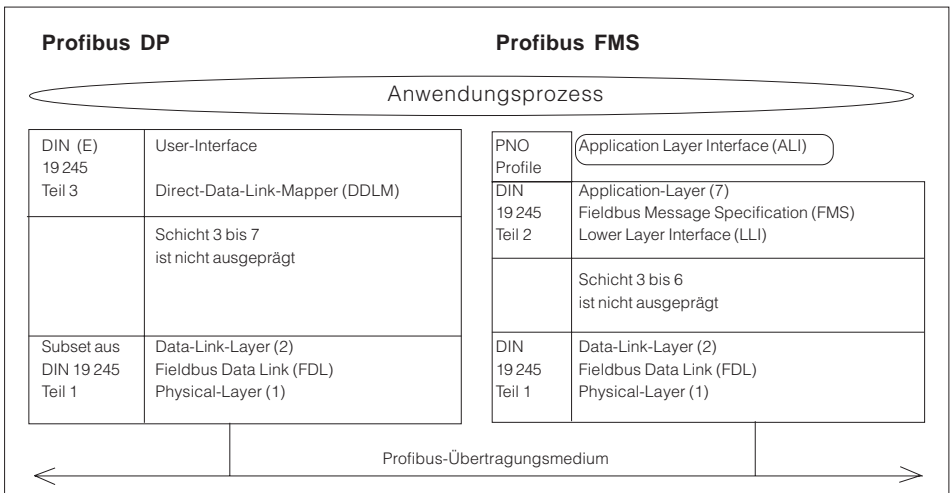 Profibus DP
Profibus FMS
Anwendungsprozess
DIN (E)
19 245
Teil 3
User-Interface
Direct-Data-Link-Mapper (DDLM)
Schicht 3 bis 7
ist nicht ausgeprägt
Subset aus
DIN 19 245
Teil 1
Data-Link-Layer (2)
Fieldbus Data Link (FDL)
Physical-Layer (1)
PNO
Profile
Application Layer Interface (ALI)
DIN
19 245
Teil 2
Application-Layer (7)
Fieldbus Message Specification (FMS)
Lower Layer Interface (LLI)
Schicht 3 bis 6
ist nicht ausgeprägt
DIN
19 245
Teil 1
Data-Link-Layer (2)
Fieldbus Data Link (FDL)
Physical-Layer (1)
Profibus-Übertragungsmedium